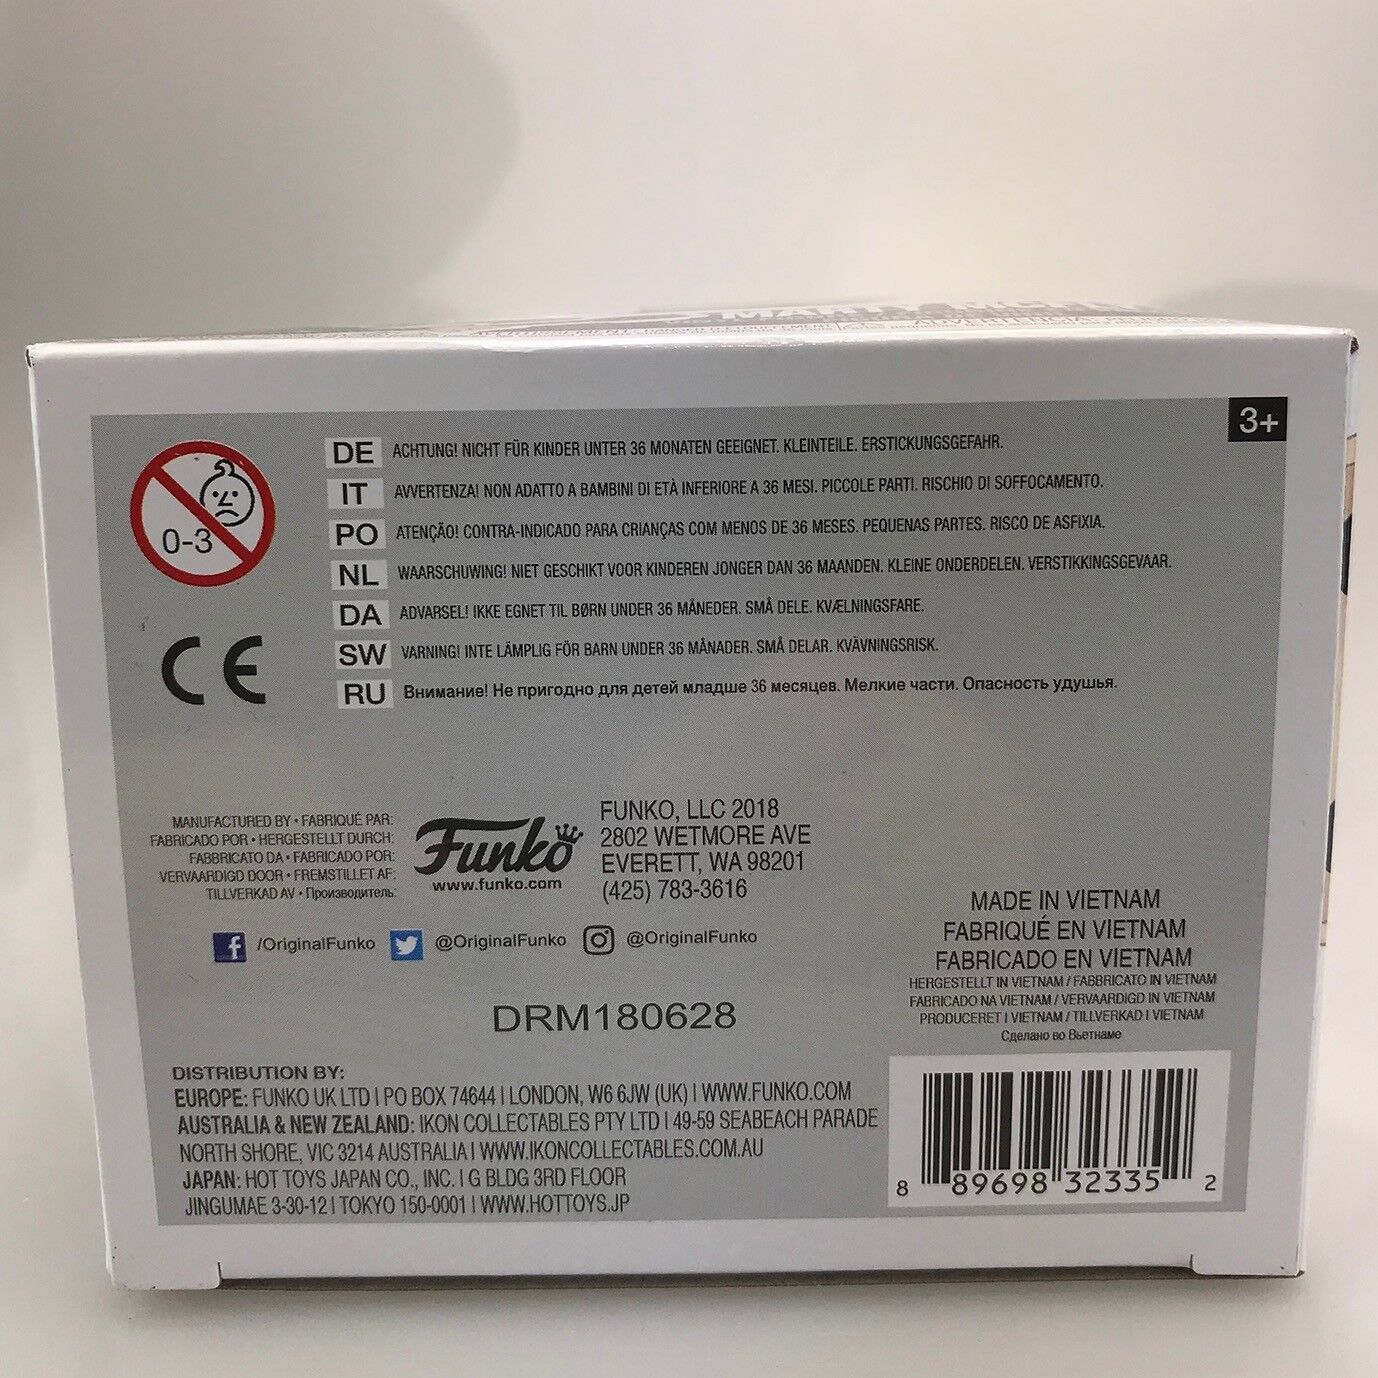 MARTY MCFLY
AVERTISSEMENT - DANGER D'ETOUFFEMENT
ADVERTENCIA
3+
0-3
DE ACHTUNG! NICHT FÜR KINDER UNTER 36 MONATEN GEEIGNET. KLEINTEILE. ERSTICKUNGSGEFAHR.
IT AVVERTENZA! NON ADATTO A BAMBINI DI ETÀ INFERIORE A 36 MESI. PICCOLE PARTI. RISCHIO DI SOFFOCAMENTO.
PO ATENÇÃO! CONTRA-INDICADO PARA CRIANÇAS COM MENOS DE 36 MESES. PEQUENAS PARTES. RISCO DE ASFIXIA.
NL WAARSCHUWING! NIET GESCHIKT VOOR KINDEREN JONGER DAN 36 MAANDEN. KLEINE ONDERDELEN. VERSTIKKINGSGEVAAR.
DA ADVARSEL! IKKE EGNET TIL BØRN UNDER 36 MÅNEDER. SMÅ DELE. KVÆLNINGSFARE.
SW VARNING! INTE LÄMPLIG FÖR BARN UNDER 36 MÅNADER. SMÅ DELAR. KVÄVNINGSRISK.
RU Внимание! Не пригодно для детей младше 36 месяцев. Мелкие части. Опасность удушья.
CE
MANUFACTURED BY • FABRIQUÉ PAR:
FABRICADO POR • HERGESTELLT DURCH:
FABBRICATO DA • FABRICADO POR:
VERVAARDIGD DOOR • FREMSTILLET AF:
TILLVERKAD AV • Производитель:
Funko
www.funko.com
FUNKO, LLC 2018
2802 WETMORE AVE
EVERETT, WA 98201
(425) 783-3616
/OriginalFunko @OriginalFunko @OriginalFunko
DRM180628
MADE IN VIETNAM
FABRIQUÉ EN VIETNAM
FABRICADO EN VIETNAM
HERGESTELLT IN VIETNAM / FABBRICATO IN VIETNAM
FABRICADO NA VIETNAM / VERVAARDIGD IN VIETNAM
PRODUCERET I VIETNAM / TILLVERKAD I VIETNAM
Сделано во Вьетнаме
DISTRIBUTION BY:
EUROPE: FUNKO UK LTD | PO BOX 74644 | LONDON, W6 6JW (UK) | WWW.FUNKO.COM
AUSTRALIA & NEW ZEALAND: IKON COLLECTABLES PTY LTD | 49-59 SEABEACH PARADE
NORTH SHORE, VIC 3214 AUSTRALIA | WWW.IKONCOLLECTABLES.COM.AU
JAPAN: HOT TOYS JAPAN CO., INC. | G BLDG 3RD FLOOR
JINGUMAE 3-30-12 | TOKYO 150-0001 | WWW.HOTTOYS.JP
8 89698 32335 2